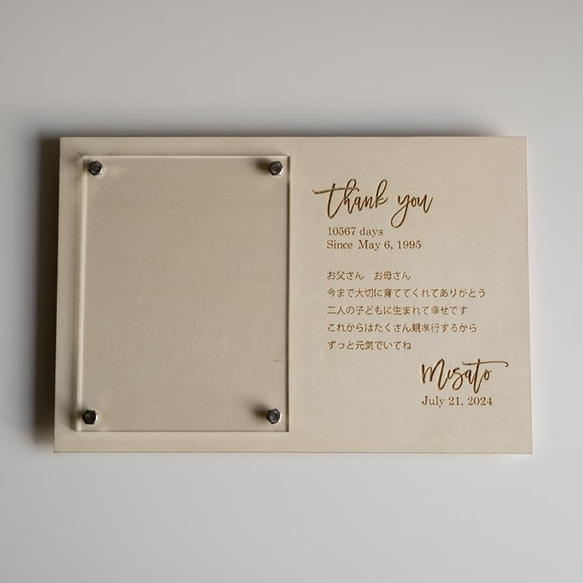 thank you
10567 days
Since May 6, 1995
お父さん　お母さん
今まで大切に育ててくれてありがとう
二人の子どもに生まれて幸せです
これからはたくさん親孝行するから
ずっと元気でいてね
Misato
July 21, 2024